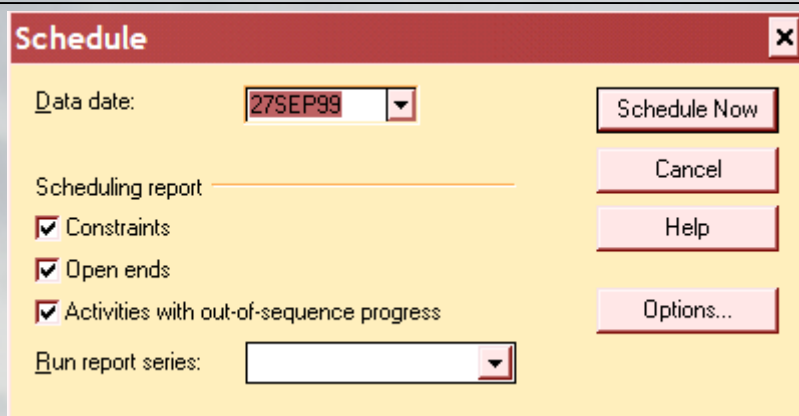 Schedule
Data date: 27SEP99
Schedule Now
Cancel
Scheduling report
Constraints
Help
Open ends
Activities with out-of-sequence progress
Options...
Run report series: